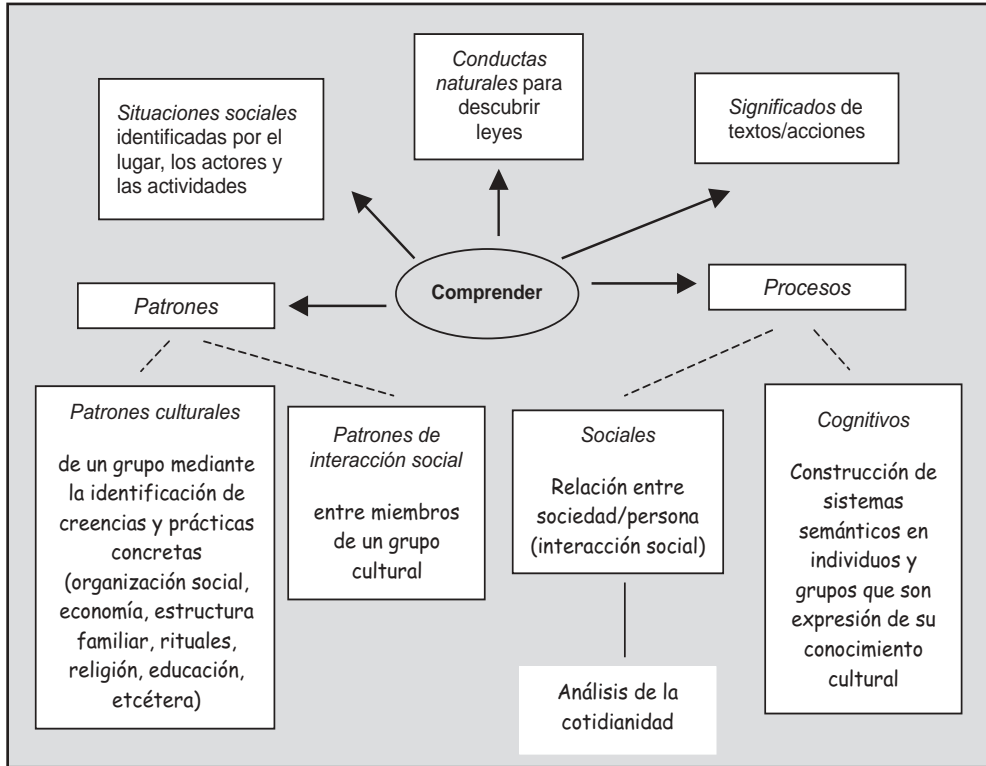 Conductas
naturales para
descubrir
leyes
Situaciones sociales
identificadas por el
lugar, los actores y
las actividades
Significados de
textos/acciones
Comprender
Patrones
Procesos
Patrones culturales
de un grupo mediante
la identificación de
creencias y prácticas
concretas
(organización social,
economía, estructura
familiar, rituales,
religión, educación,
etcétera)
Patrones de
interacción social
entre miembros
de un grupo
cultural
Sociales
Relación entre
sociedad/persona
(interacción social)
Análisis de la
cotidianidad
Cognitivos
Construcción de
sistemas
semánticos en
individuos y
grupos que son
expresión de su
conocimiento
cultural